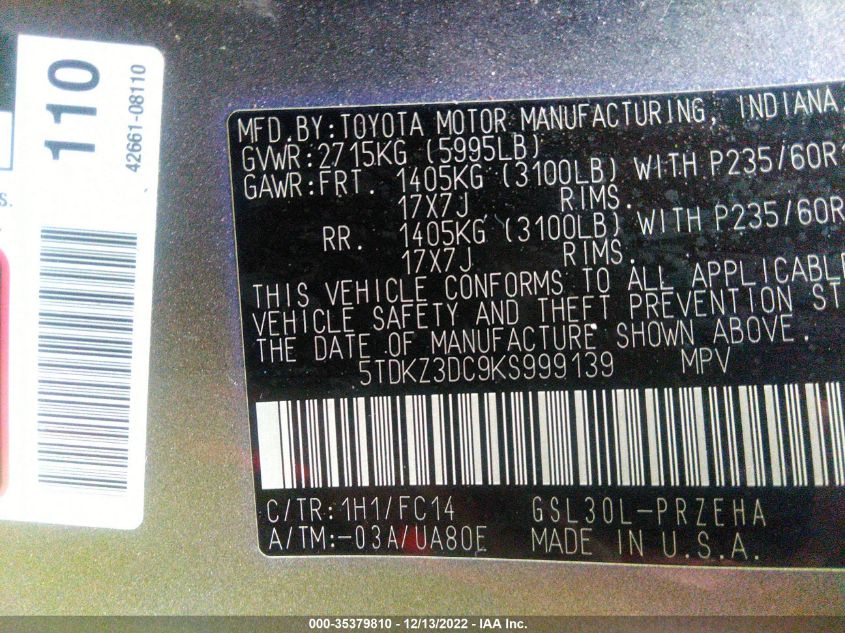 110
42661-08110
S.
MFD.BY:TOYOTA MOTOR MANUFACTURING, INDIANA,
GVWR:2715KG (5995LB)
GAWR:FRT. 1405KG (3100LB) WITH P235/60R1
17X7J RIMS.
RR. 1405KG (3100LB) WITH P235/60R
17X7J RIMS.
THIS VEHICLE CONFORMS TO ALL APPLICABLE
VEHICLE SAFETY AND THEFT PREVENTION ST
THE DATE OF MANUFACTURE SHOWN ABOVE.
5TDKZ3DC9KS999139 MPV
C/TR:1H1/FC14 GSL30L-PRZEHA
A/TM:-03A/UA80E MADE IN U.S.A.
000-35379810 - 12/13/2022 - IAA Inc.